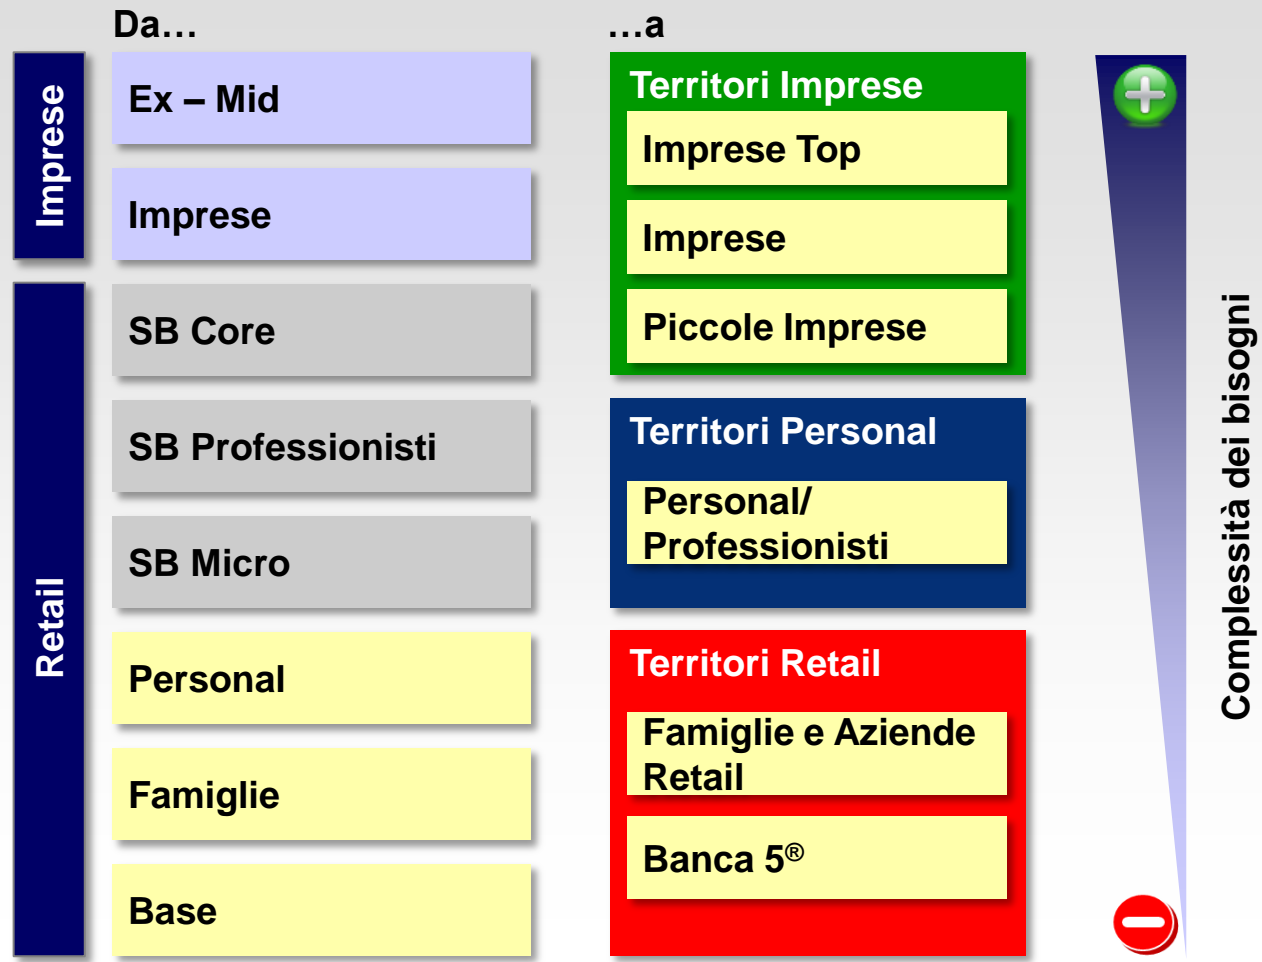 Da…
…a
Imprese
Ex – Mid
Imprese
Retail
SB Core
SB Professionisti
SB Micro
Personal
Famiglie
Base
Territori Imprese
Imprese Top
Imprese
Piccole Imprese
Territori Personal
Personal/
Professionisti
Territori Retail
Famiglie e Aziende
Retail
Banca 5®
Complessità dei bisogni